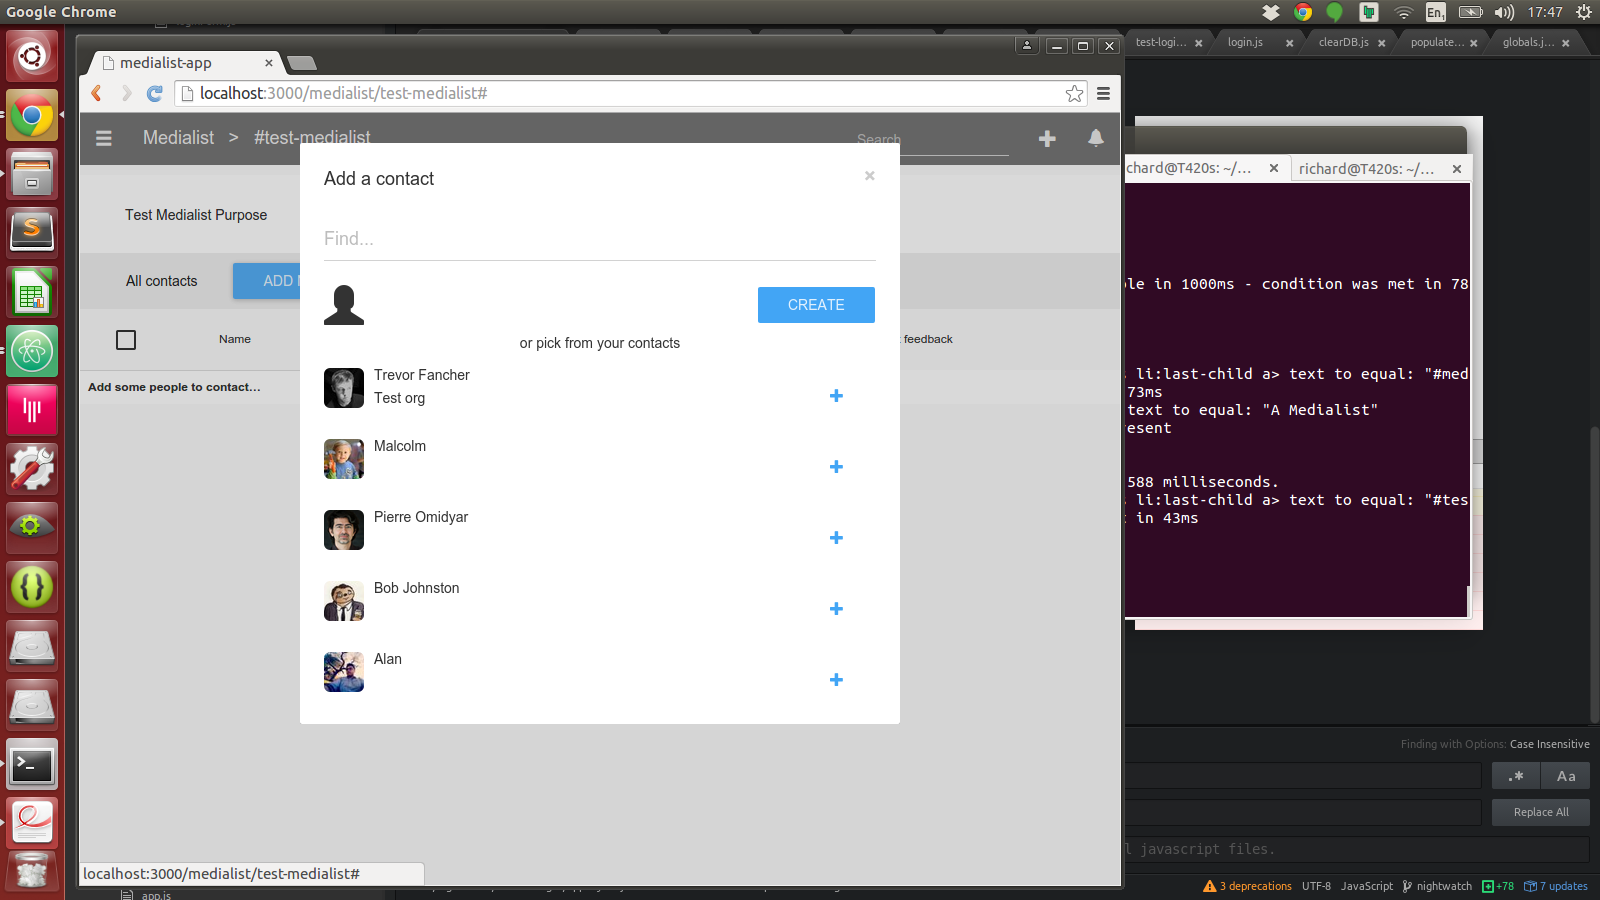 Google Chrome
En1
17:47
medialist-app
test-logi...
login.js
clearDB.js
populate...
globals.j...
localhost:3000/medialist/test-medialist#
Medialist > #test-medialist
Search
Add a contact
Test Medialist Purpose
Find...
All contacts
ADD
CREATE
or pick from your contacts
Name
feedback
Add some people to contact...
Trevor Fancher
Test org
Malcolm
Pierre Omidyar
Bob Johnston
Alan
chard@T420s: ~/...
richard@T420s: ~/...
le in 1000ms - condition was met in 78
li:last-child a> text to equal: "#med
73ms
text to equal: "A Medialist"
resent
588 milliseconds.
li:last-child a> text to equal: "#tes
in 43ms
Finding with Options: Case Insensitive
.*
Aa
Replace All
l javascript files.
localhost:3000/medialist/test-medialist#
app.js
3 deprecations
UTF-8
JavaScript
nightwatch
+78
7 updates